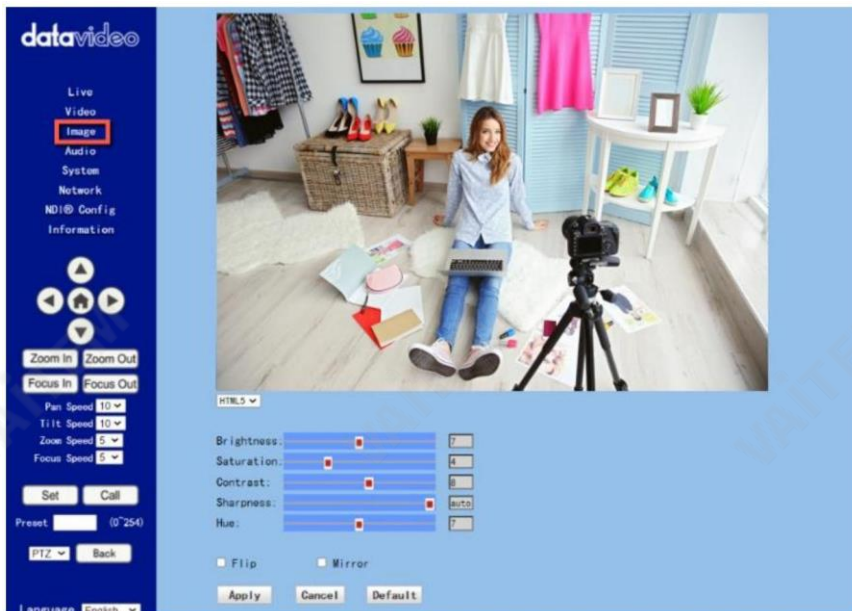 datavideo
Live
Video
Image
Audio
System
Network
NDI® Config
Information
Zoom In Zoom Out
Focus In Focus Out
Pan Speed 10
Tilt Speed 10
Zoom Speed 5
Focus Speed 5
Set Call
Preset (0~254)
PTZ Back
Language English
HTML5
Brightness: 7
Saturation: 4
Contrast: 8
Sharpness: auto
Hue: 7
Flip Mirror
Apply Cancel Default